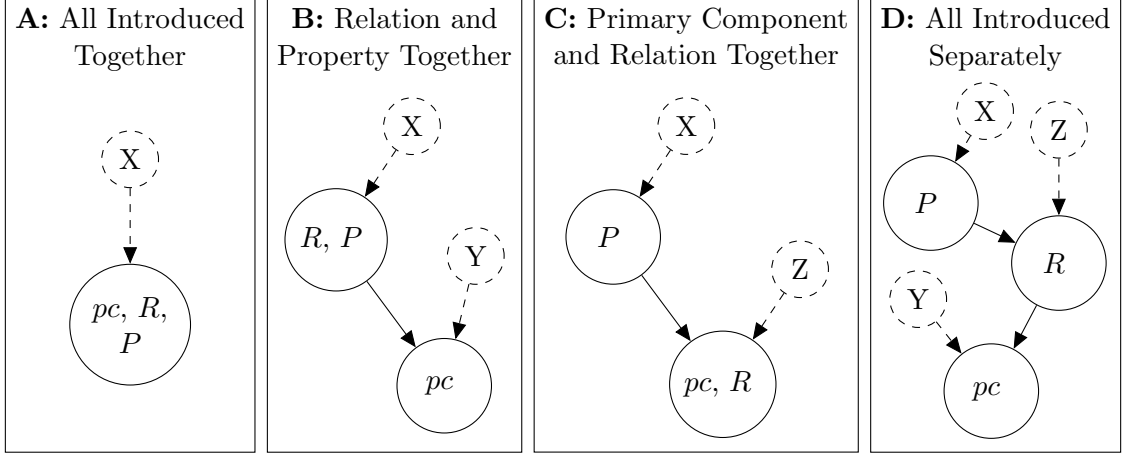 A: All Introduced
Together
X
pc, R,
P
B: Relation and
Property Together
X
R, P
Y
pc
C: Primary Component
and Relation Together
X
P
Z
pc, R
D: All Introduced
Separately
X
Z
P
R
Y
pc